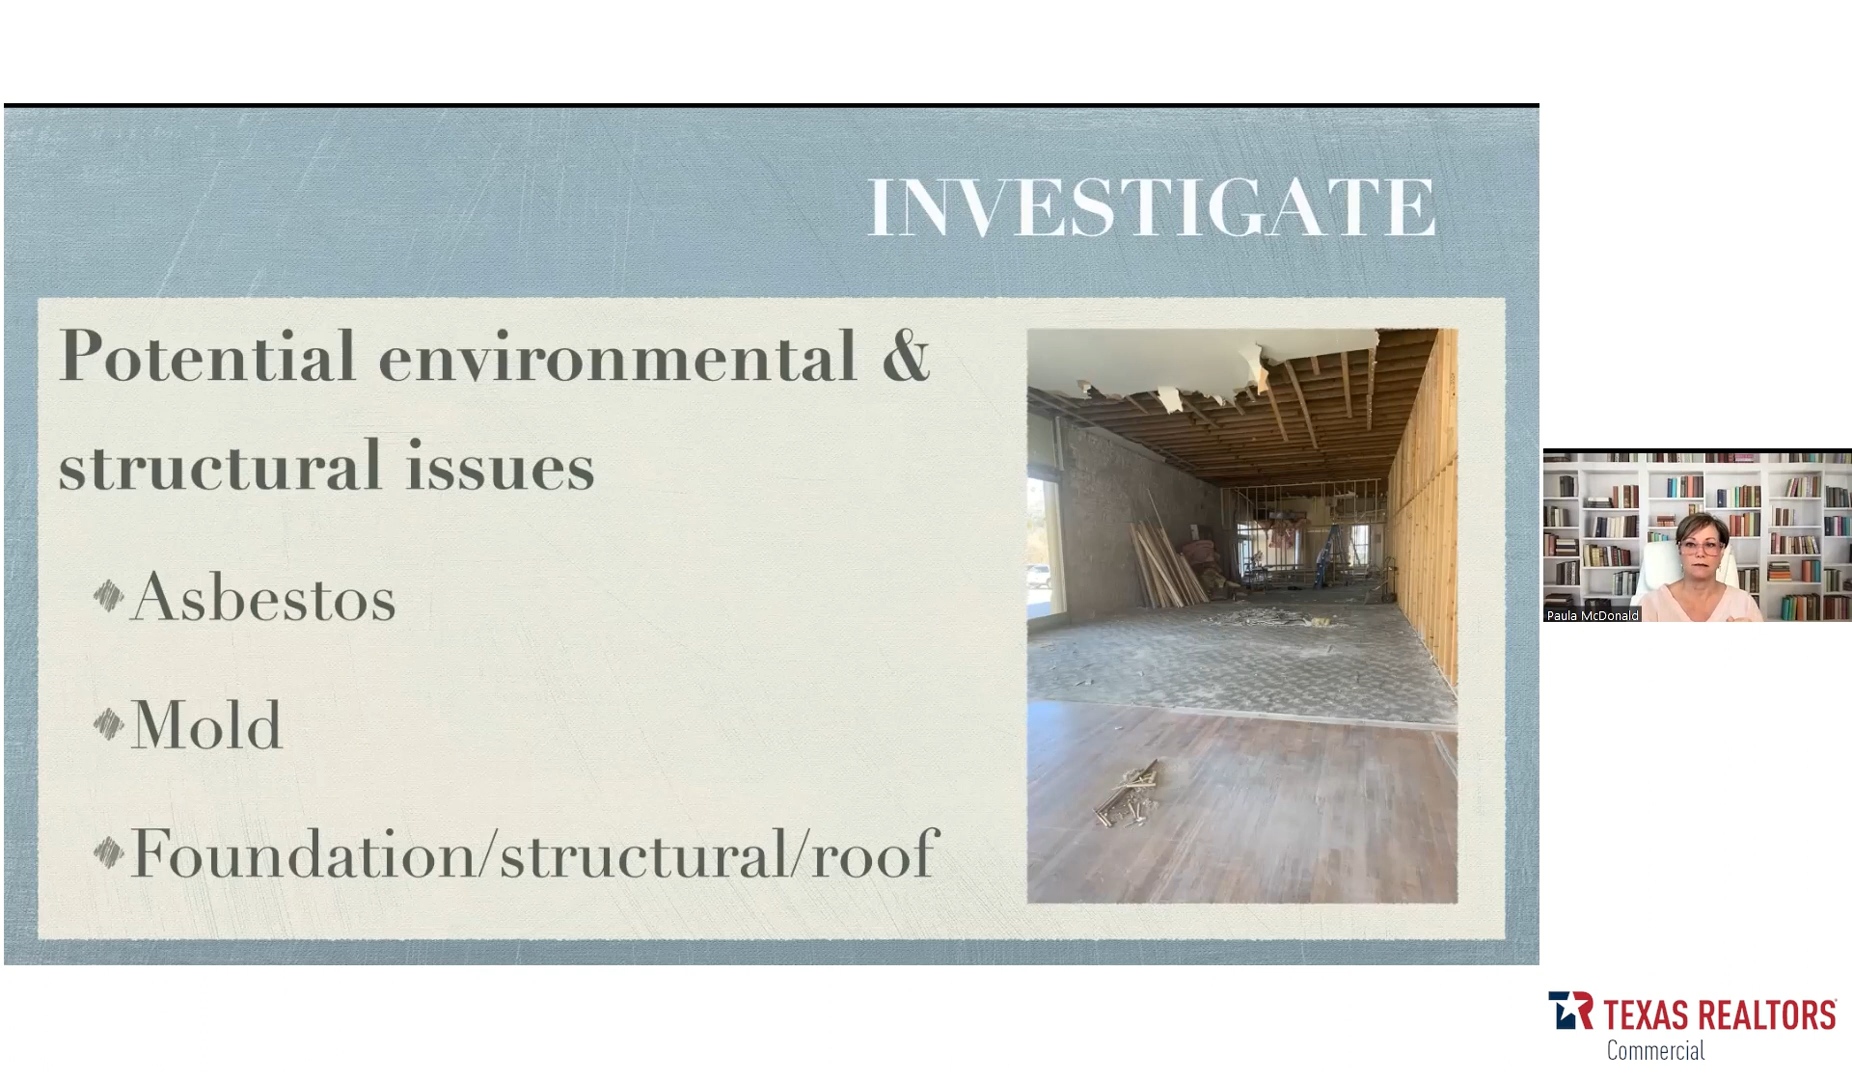 INVESTIGATE
Potential environmental &
structural issues
Asbestos
Mold
Foundation/structural/roof
Paula McDonald
TEXAS REALTORS
Commercial